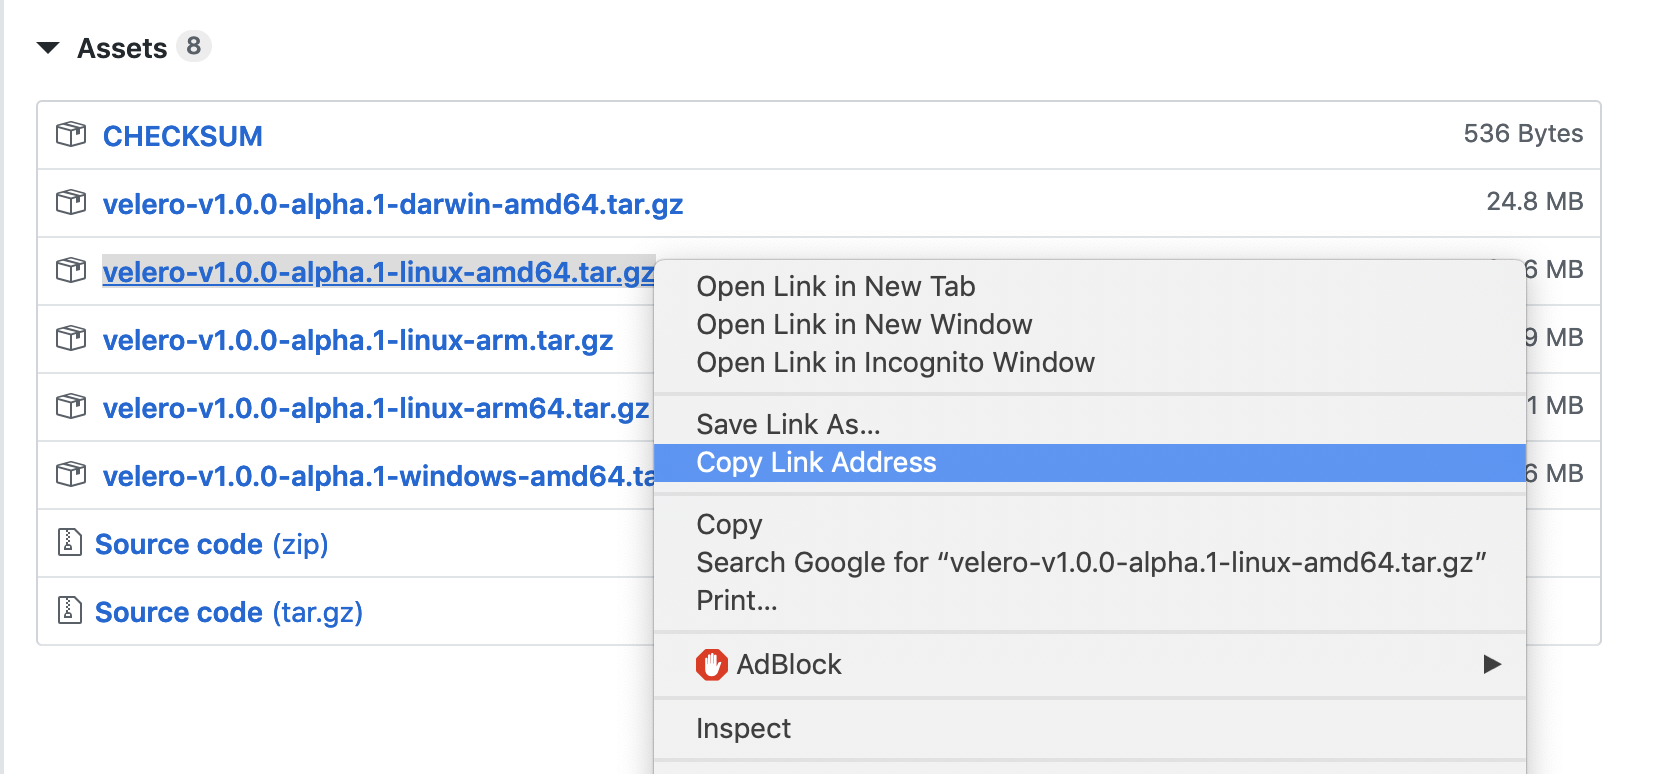 Assets 8
CHECKSUM 536 Bytes
velero-v1.0.0-alpha.1-darwin-amd64.tar.gz 24.8 MB
velero-v1.0.0-alpha.1-linux-amd64.tar.gz 6 MB
velero-v1.0.0-alpha.1-linux-arm.tar.gz 9 MB
velero-v1.0.0-alpha.1-linux-arm64.tar.gz 1 MB
velero-v1.0.0-alpha.1-windows-amd64.ta 6 MB
Source code (zip)
Source code (tar.gz)
Open Link in New Tab
Open Link in New Window
Open Link in Incognito Window
Save Link As...
Copy Link Address
Copy
Search Google for “velero-v1.0.0-alpha.1-linux-amd64.tar.gz”
Print...
AdBlock
Inspect